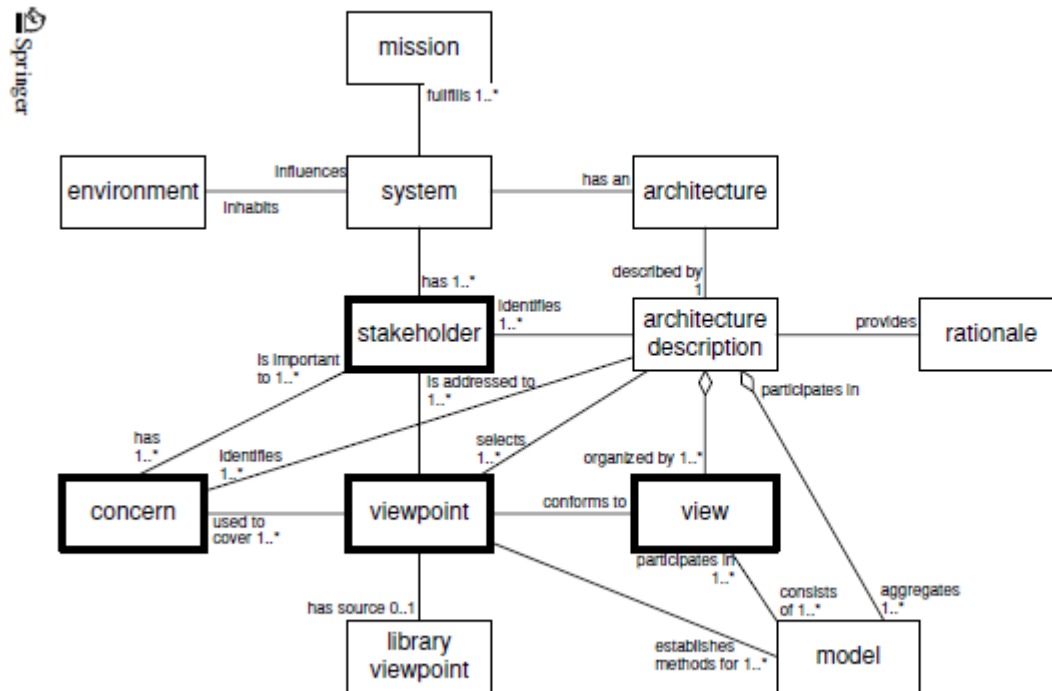 Springer
mission
fullfills 1..*
environment
influences
inhabits
system
has an
architecture
has 1..*
described by
1
stakeholder
identifies
1..*
architecture
description
provides
rationale
is important
to 1..*
is addressed to
1..*
participates in
has
1..*
identifies
1..*
selects
1..*
organized by 1..*
concern
used to
cover 1..*
viewpoint
conforms to
view
participates in
1..*
consists
of 1..*
aggregates
1..*
has source 0..1
library
viewpoint
establishes
methods for 1..*
model